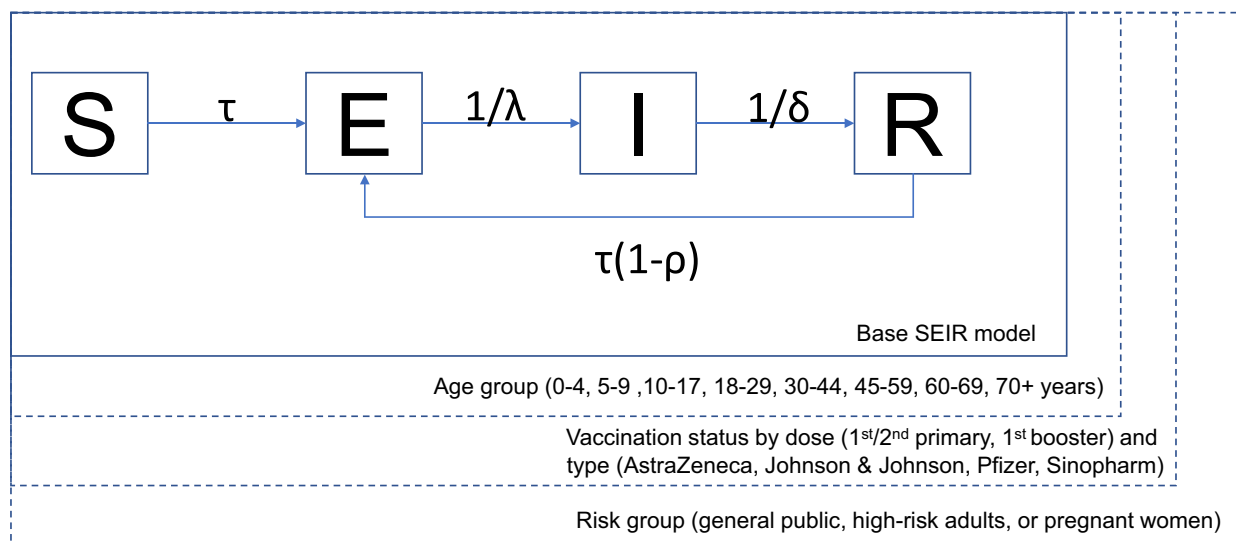 S τ E 1/λ I 1/δ R
τ(1-ρ)
Base SEIR model
Age group (0-4, 5-9 ,10-17, 18-29, 30-44, 45-59, 60-69, 70+ years)
Vaccination status by dose (1st/2nd primary, 1st booster) and
type (AstraZeneca, Johnson & Johnson, Pfizer, Sinopharm)
Risk group (general public, high-risk adults, or pregnant women)